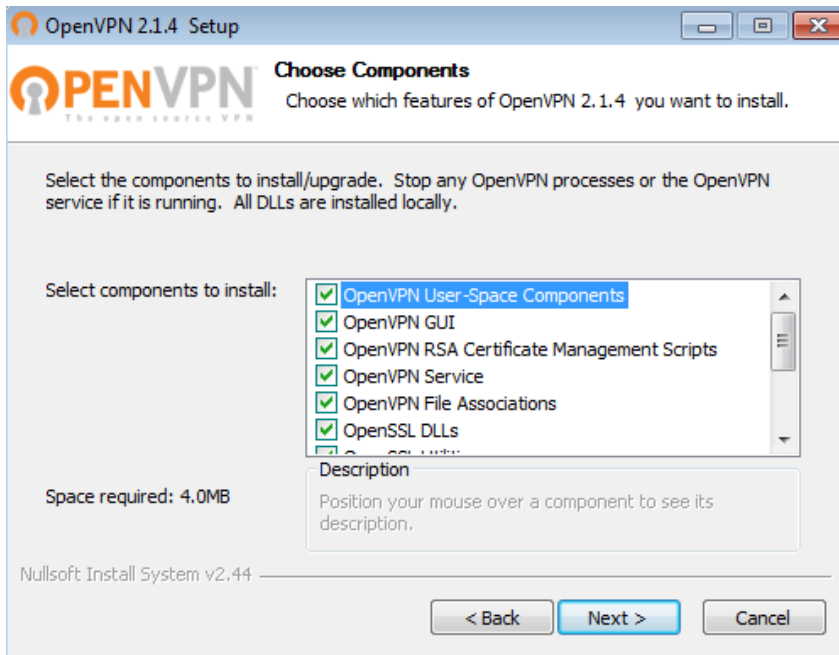 OpenVPN 2.1.4 Setup
OPENVPN
The open source VPN
Choose Components
Choose which features of OpenVPN 2.1.4 you want to install.
Select the components to install/upgrade. Stop any OpenVPN processes or the OpenVPN
service if it is running. All DLLs are installed locally.
Select components to install:
OpenVPN User-Space Components
OpenVPN GUI
OpenVPN RSA Certificate Management Scripts
OpenVPN Service
OpenVPN File Associations
OpenSSL DLLs
Space required: 4.0MB
Description
Position your mouse over a component to see its
description.
Nullsoft Install System v2.44
< Back
Next >
Cancel